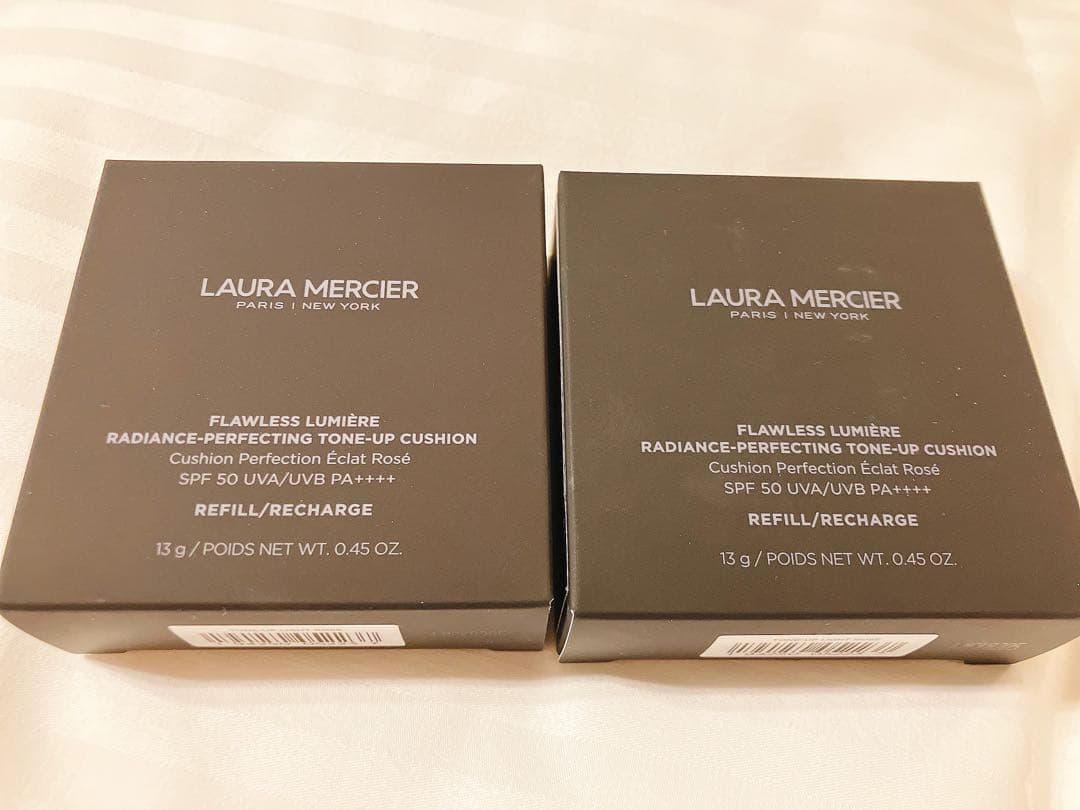 LAURA MERCIER
PARIS | NEW YORK
FLAWLESS LUMIÈRE
RADIANCE-PERFECTING TONE-UP CUSHION
Cushion Perfection Éclat Rosé
SPF 50 UVA/UVB PA++++
REFILL/RECHARGE
13 g / POIDS NET WT. 0.45 OZ.
LAURA MERCIER
PARIS | NEW YORK
FLAWLESS LUMIÈRE
RADIANCE-PERFECTING TONE-UP CUSHION
Cushion Perfection Éclat Rosé
SPF 50 UVA/UVB PA++++
REFILL/RECHARGE
13 g / POIDS NET WT. 0.45 OZ.